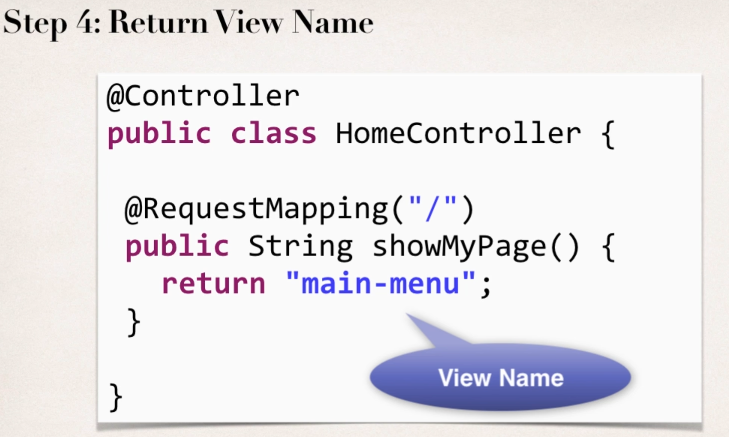 Step 4: Return View Name
@Controller
public class HomeController {
@RequestMapping("/")
public String showMyPage() {
return "main-menu";
}
View Name
}